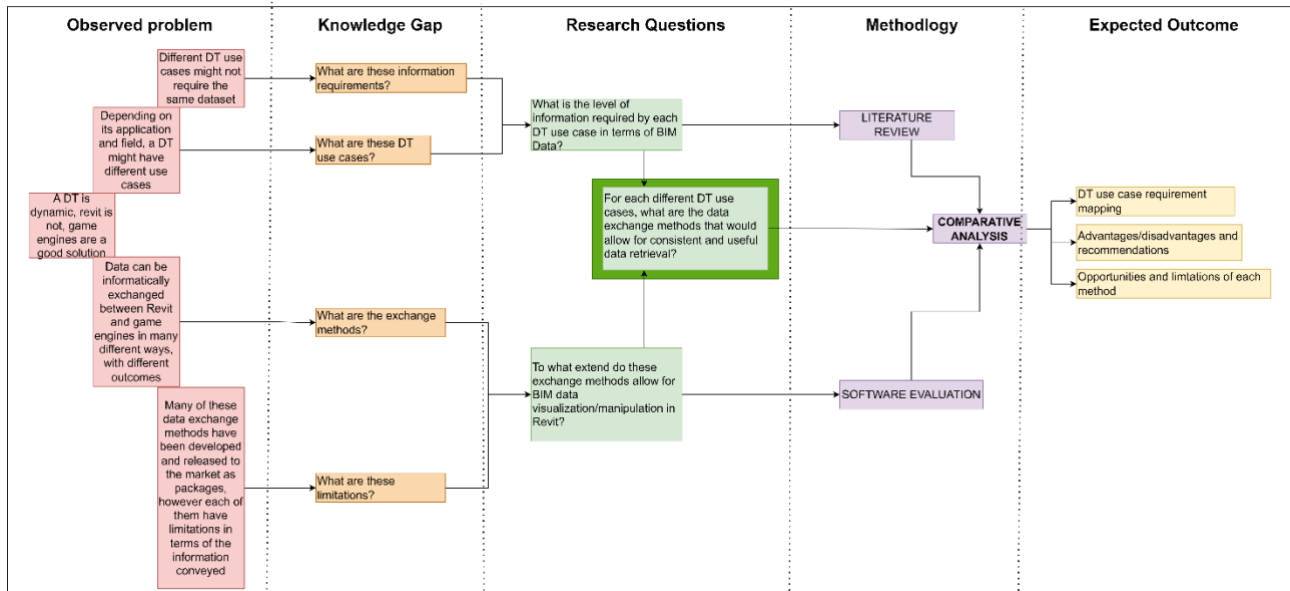 Observed problem
Knowledge Gap
Research Questions
Methodlogy
Expected Outcome
Different DT use
cases might not
require the
same dataset
Depending on
its application
and field, a DT
might have
different use
cases
A DT is
dynamic, revit is
not, game
engines are a
good solution
Data can be
informatically
exchanged
between Revit
and game
engines in many
different ways,
with different
outcomes
Many of these
data exchange
methods have
been developed
and released to
the market as
packages,
however each of
them have
limitations in
terms of the
information
conveyed
What are these information
requirements?
What are these DT
use cases?
What are the exchange
methods?
What are these
limitations?
What is the level of
information required by each
DT use case in terms of BIM
Data?
For each different DT use
cases, what are the data
exchange methods that would
allow for consistent and useful
data retrieval?
To what extend do these
exchange methods allow for
BIM data
visualization/manipulation in
Revit?
LITERATURE
REVIEW
COMPARATIVE
ANALYSIS
SOFTWARE EVALUATION
DT use case requirement
mapping
Advantages/disadvantages and
recommendations
Opportunities and limtations of each
method